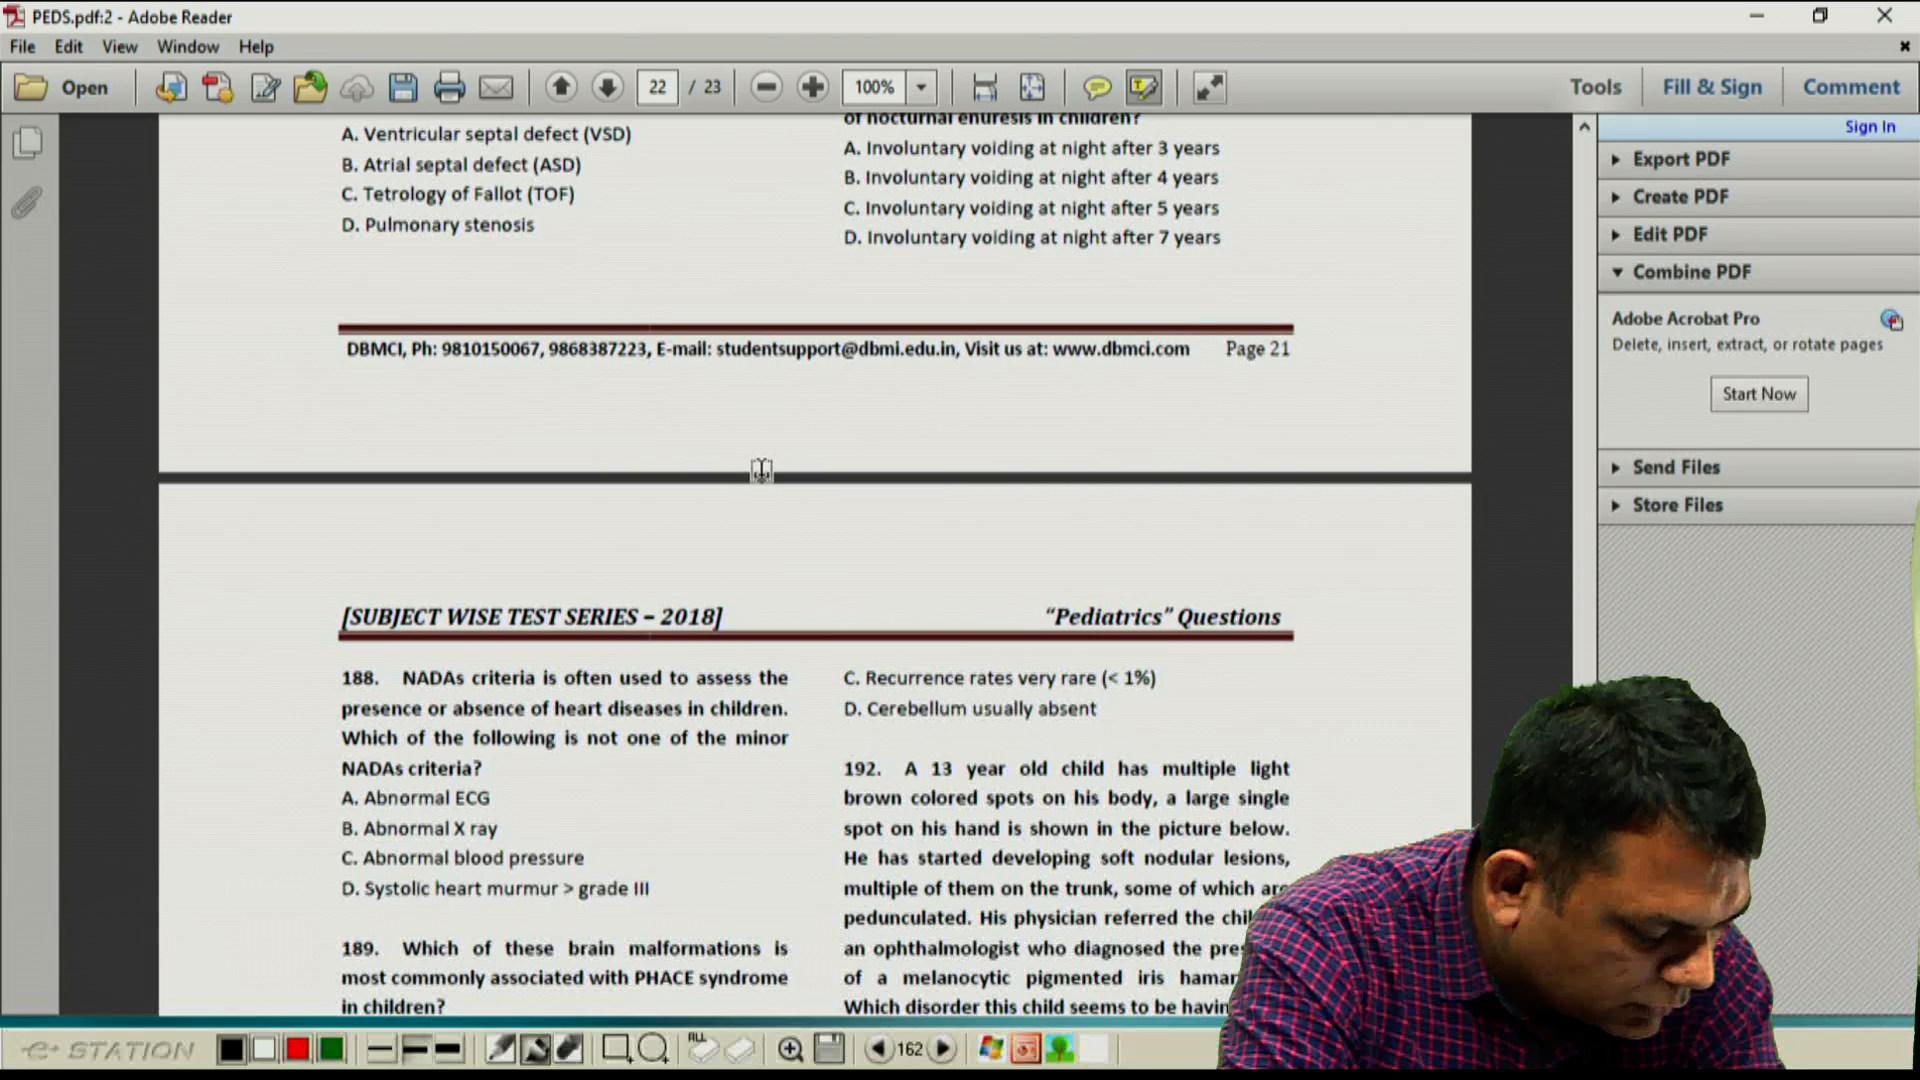 PEDS.pdf:2 - Adobe Reader
File Edit View Window Help
Open
22 / 23
100%
Tools Fill & Sign Comment
Sign In
Export PDF
Create PDF
Edit PDF
Combine PDF
Adobe Acrobat Pro
Delete, insert, extract, or rotate pages
Start Now
Send Files
Store Files
A. Ventricular septal defect (VSD)
B. Atrial septal defect (ASD)
C. Tetrology of Fallot (TOF)
D. Pulmonary stenosis
of nocturnal enuresis in children?
A. Involuntary voiding at night after 3 years
B. Involuntary voiding at night after 4 years
C. Involuntary voiding at night after 5 years
D. Involuntary voiding at night after 7 years
DBMCI, Ph: 9810150067, 9868387223, E-mail: studentsupport@dbmi.edu.in, Visit us at: www.dbmci.com Page 21
[SUBJECT WISE TEST SERIES – 2018] "Pediatrics" Questions
188. NADAs criteria is often used to assess the
presence or absence of heart diseases in children.
Which of the following is not one of the minor
NADAs criteria?
A. Abnormal ECG
B. Abnormal X ray
C. Abnormal blood pressure
D. Systolic heart murmur > grade III
189. Which of these brain malformations is
most commonly associated with PHACE syndrome
in children?
C. Recurrence rates very rare (< 1%)
D. Cerebellum usually absent
192. A 13 year old child has multiple light
brown colored spots on his body, a large single
spot on his hand is shown in the picture below.
He has started developing soft nodular lesions,
multiple of them on the trunk, some of which are
pedunculated. His physician referred the
an ophthalmologist who diagnosed the
of a melanocytic pigmented iris
Which disorder this child seems to be
e-STATION
ALL
162